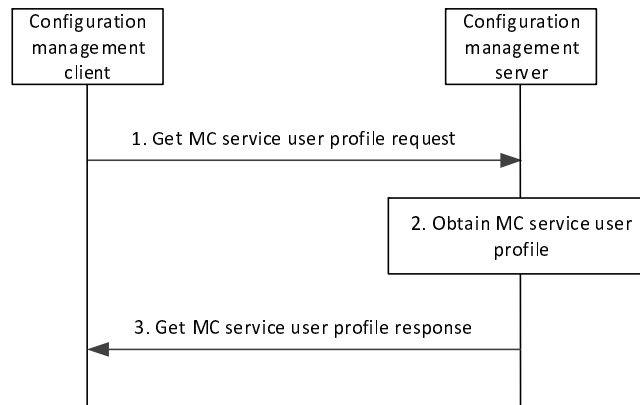 Configuration
management
client
Configuration
management
server
1. Get MC service user profile request
2. Obtain MC service user
profile
3. Get MC service user profile response